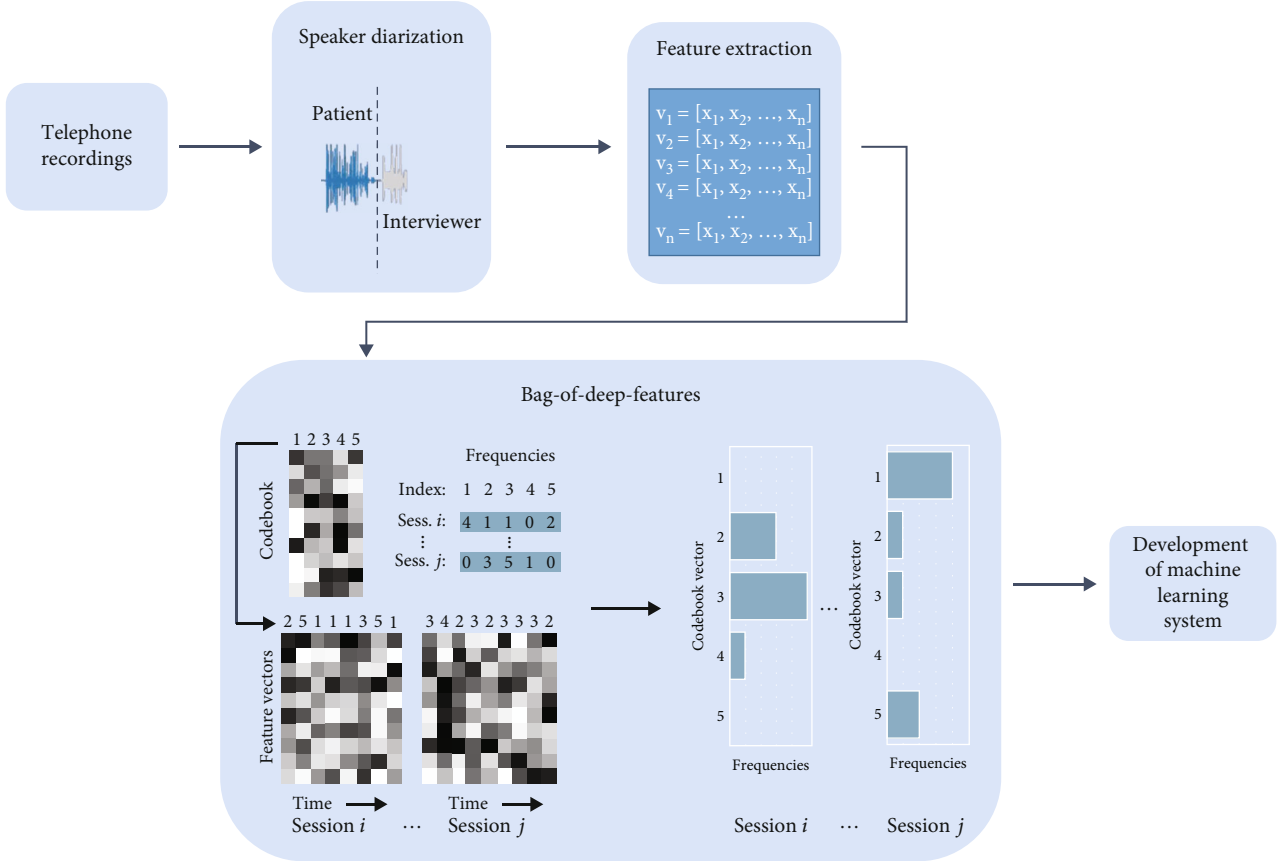 Telephone
recordings
Speaker diarization
Patient
Interviewer
Feature extraction
v₁ = [x₁, x₂, …, xₙ]
v₂ = [x₁, x₂, …, xₙ]
v₃ = [x₁, x₂, …, xₙ]
v₄ = [x₁, x₂, …, xₙ]
…
vₙ = [x₁, x₂, …, xₙ]
Bag-of-deep-features
1 2 3 4 5
Codebook
Frequencies
Index: 1 2 3 4 5
Sess. i: 4 1 1 0 2
⋮ ⋮
Sess. j: 0 3 5 1 0
2 5 1 1 1 3 5 1
3 4 2 3 2 3 3 3 2
Feature vectors
Time
Session i
…
Time
Session j
Codebook vector
1
2
3
4
5
Frequencies
Session i
…
…
Codebook vector
1
2
3
4
5
Frequencies
Session j
Development
of machine
learning
system